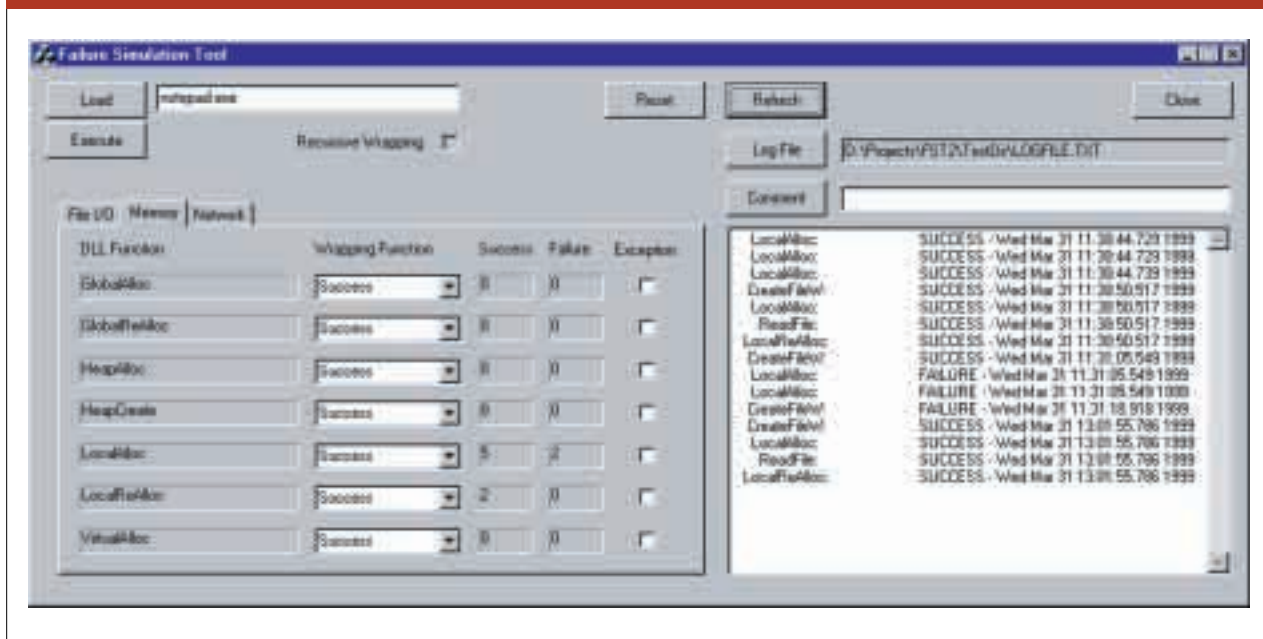 Failure Simulation Tool
Load
notepad.exe
Reset
Refresh
Close
Execute
Recursive Wrapping
Log File
D:\Projects\FST2\TestDir\LOGFILE.TXT
Comment
File I/O
Memory
Network
DLL Function
Wrapping Function
Success
Failure
Exception
GlobalAlloc
Success
0
0
GlobalReAlloc
Success
0
0
HeapAlloc
Success
0
0
HeapCreate
Success
0
0
LocalAlloc
Success
5
2
LocalReAlloc
Success
2
0
VirtualAlloc
Success
0
0
LocalAlloc: SUCCESS - Wed Mar 31 11:30:44.729 1999
LocalAlloc: SUCCESS - Wed Mar 31 11:30:44.729 1999
LocalAlloc: SUCCESS - Wed Mar 31 11:30:44.739 1999
CreateFileW: SUCCESS - Wed Mar 31 11:30:50.517 1999
LocalAlloc: SUCCESS - Wed Mar 31 11:30:50.517 1999
ReadFile: SUCCESS - Wed Mar 31 11:30:50.517 1999
LocalReAlloc: SUCCESS - Wed Mar 31 11:30:50.517 1999
CreateFileW: SUCCESS - Wed Mar 31 11:31:05.549 1999
LocalAlloc: FAILURE - Wed Mar 31 11:31:05.549 1999
LocalAlloc: FAILURE - Wed Mar 31 11:31:05.549 1999
CreateFileW: FAILURE - Wed Mar 31 11:31:18.918 1999
CreateFileW: SUCCESS - Wed Mar 31 13:01:55.786 1999
LocalAlloc: SUCCESS - Wed Mar 31 13:01:55.786 1999
ReadFile: SUCCESS - Wed Mar 31 13:01:55.786 1999
LocalReAlloc: SUCCESS - Wed Mar 31 13:01:55.786 1999